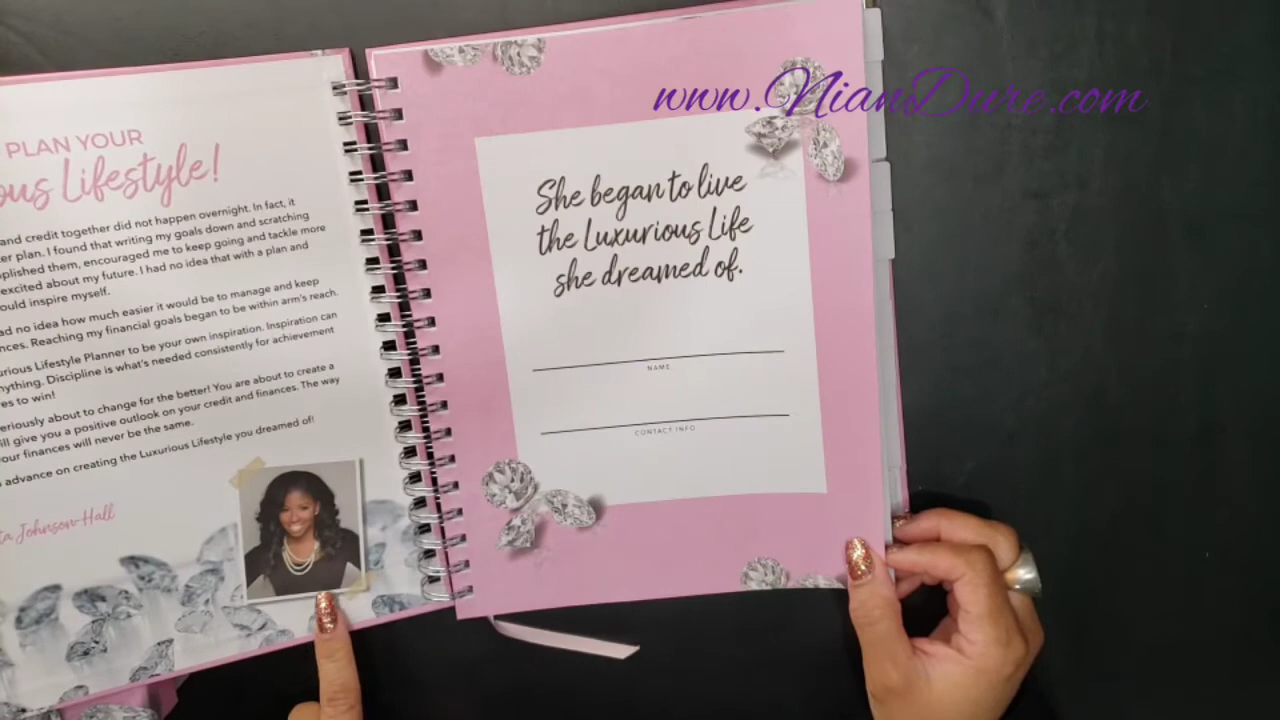 PLAN YOUR
ous Lifestyle!
and credit together did not happen overnight. In fact, it
er plan. I found that writing my goals down and scratching
plished them, encouraged me to keep going and tackle more
excited about my future. I had no idea that with a plan and
ould inspire myself.
ad no idea how much easier it would be to manage and keep
nces. Reaching my financial goals began to be within arm's reach.
urious Lifestyle Planner to be your own inspiration. Inspiration can
nything. Discipline is what's needed consistently for achievement
es to win!
eriously about to change for the better! You are about to create a
ill give you a positive outlook on your credit and finances. The way
our finances will never be the same.
advance on creating the Luxurious Lifestyle you dreamed of!
ta Johnson-Hall
www.NianDure.com
She began to live
the Luxurious Life
she dreamed of.
NAME
CONTACT INFO